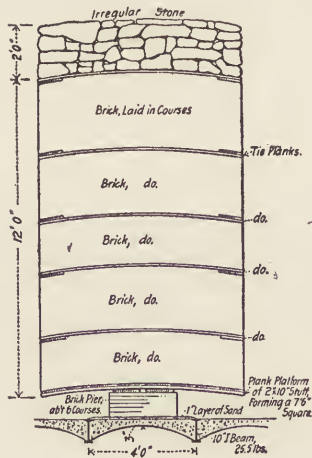 Irregular Stone
2'0"
Brick, Laid in Courses
Tie Planks.
Brick, do.
do.
12'0"
Brick, do.
do.
Brick, do.
do
Brick, do.
Plank Platform
of 2"x10" Stuff,
Forming a 7'6"
Square.
Brick Pier,
ab't 6 Courses.
1" Layer of Sand
10" I Beam,
25.5 lbs.
4'0"